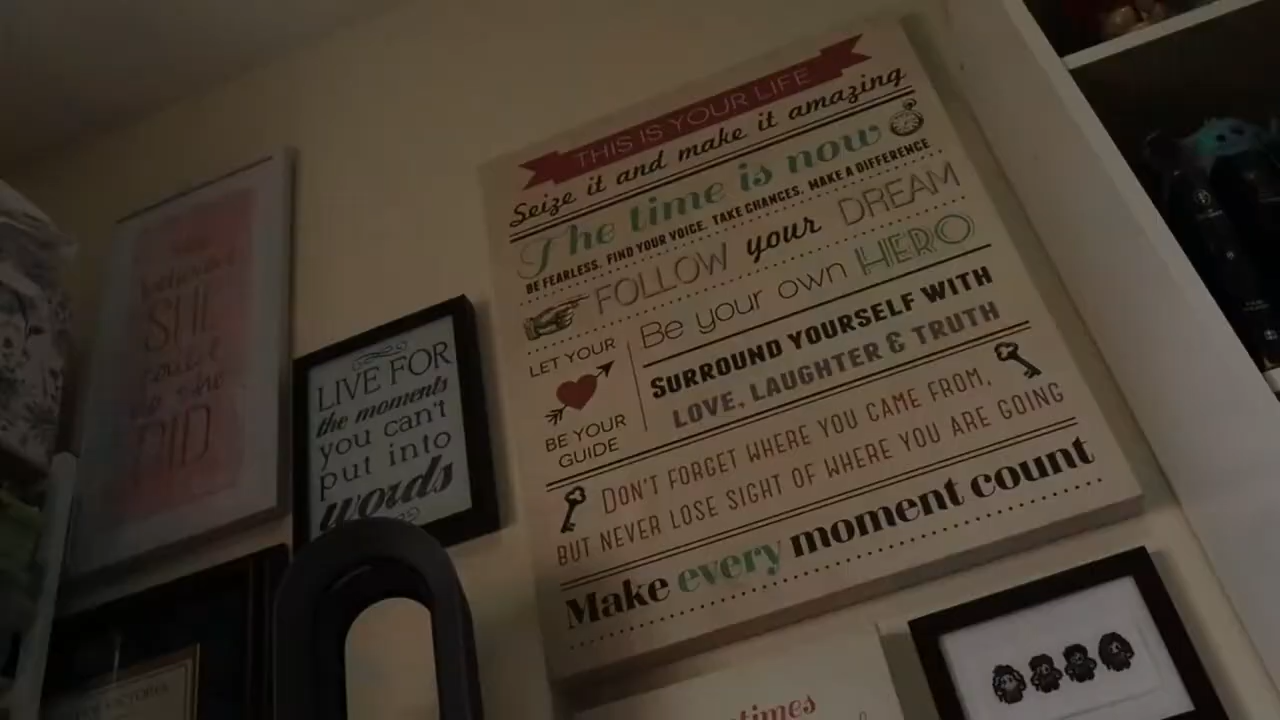 SHE
DID
LIVE FOR
the moments
you can't
put into
words
THIS IS YOUR LIFE
Seize it and make it amazing
The time is now
BE FEARLESS. FIND YOUR VOICE. TAKE CHANCES. MAKE A DIFFERENCE
FOLLOW your DREAM
LET YOUR
BE YOUR
GUIDE
Be your own HERO
SURROUND YOURSELF WITH
LOVE, LAUGHTER & TRUTH
DON'T FORGET WHERE YOU CAME FROM,
BUT NEVER LOSE SIGHT OF WHERE YOU ARE GOING
Make every moment count